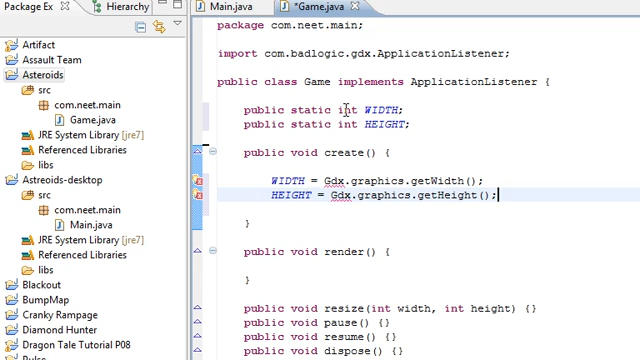 Package Ex
Hierarchy
Artifact
Assault Team
Asteroids
src
com.neet.main
Game.java
JRE System Library [jre7]
Referenced Libraries
libs
Astreoids-desktop
src
com.neet.main
Main.java
JRE System Library [jre7]
Referenced Libraries
libs
Blackout
BumpMap
Cranky Rampage
Diamond Hunter
Dragon Tale Tutorial P08
Main.java
*Game.java
package com.neet.main;
import com.badlogic.gdx.ApplicationListener;
public class Game implements ApplicationListener {
public static int WIDTH;
public static int HEIGHT;
public void create() {
WIDTH = Gdx.graphics.getWidth();
HEIGHT = Gdx.graphics.getHeight();
}
public void render() {
}
public void resize(int width, int height) {}
public void pause() {}
public void resume() {}
public void dispose() {}